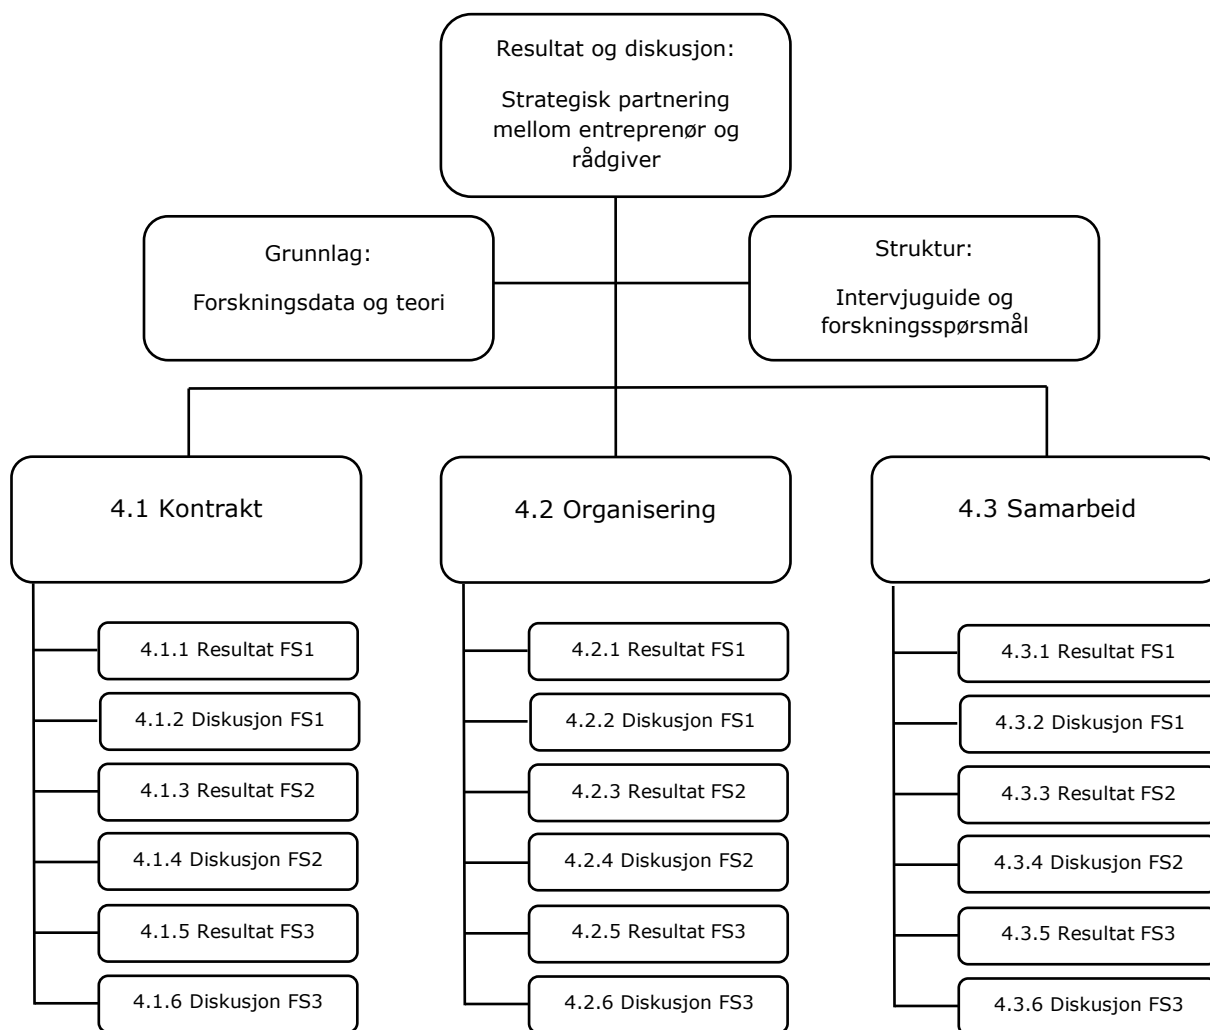 Resultat og diskusjon:
Strategisk partnering
mellom entreprenør og
rådgiver
Grunnlag:
Forskningsdata og teori
Struktur:
Intervjuguide og
forskningsspørsmål
4.1 Kontrakt
4.1.1 Resultat FS1
4.1.2 Diskusjon FS1
4.1.3 Resultat FS2
4.1.4 Diskusjon FS2
4.1.5 Resultat FS3
4.1.6 Diskusjon FS3
4.2 Organisering
4.2.1 Resultat FS1
4.2.2 Diskusjon FS1
4.2.3 Resultat FS2
4.2.4 Diskusjon FS2
4.2.5 Resultat FS3
4.2.6 Diskusjon FS3
4.3 Samarbeid
4.3.1 Resultat FS1
4.3.2 Diskusjon FS1
4.3.3 Resultat FS2
4.3.4 Diskusjon FS2
4.3.5 Resultat FS3
4.3.6 Diskusjon FS3